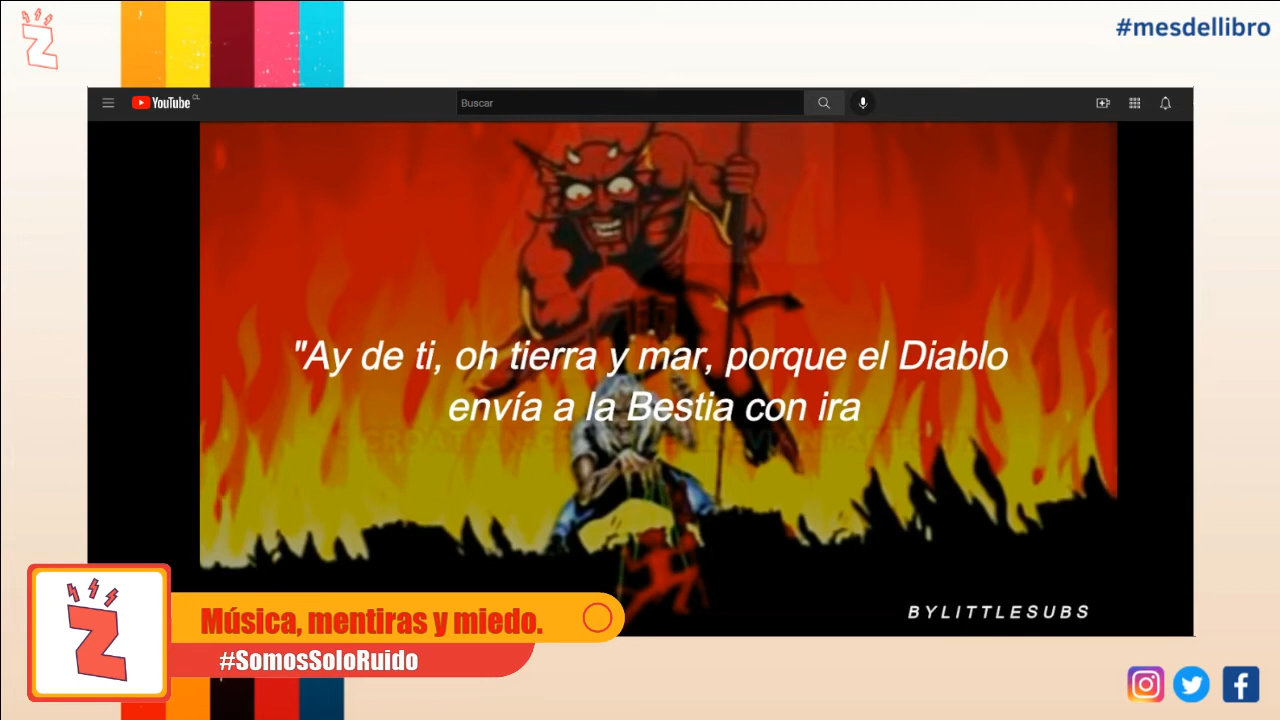 #mesdellibro
YouTube CL
Buscar
"Ay de ti, oh tierra y mar, porque el Diablo
envía a la Bestia con ira
BYLITTLESUBS
Música, mentiras y miedo.
#SomosSoloRuido